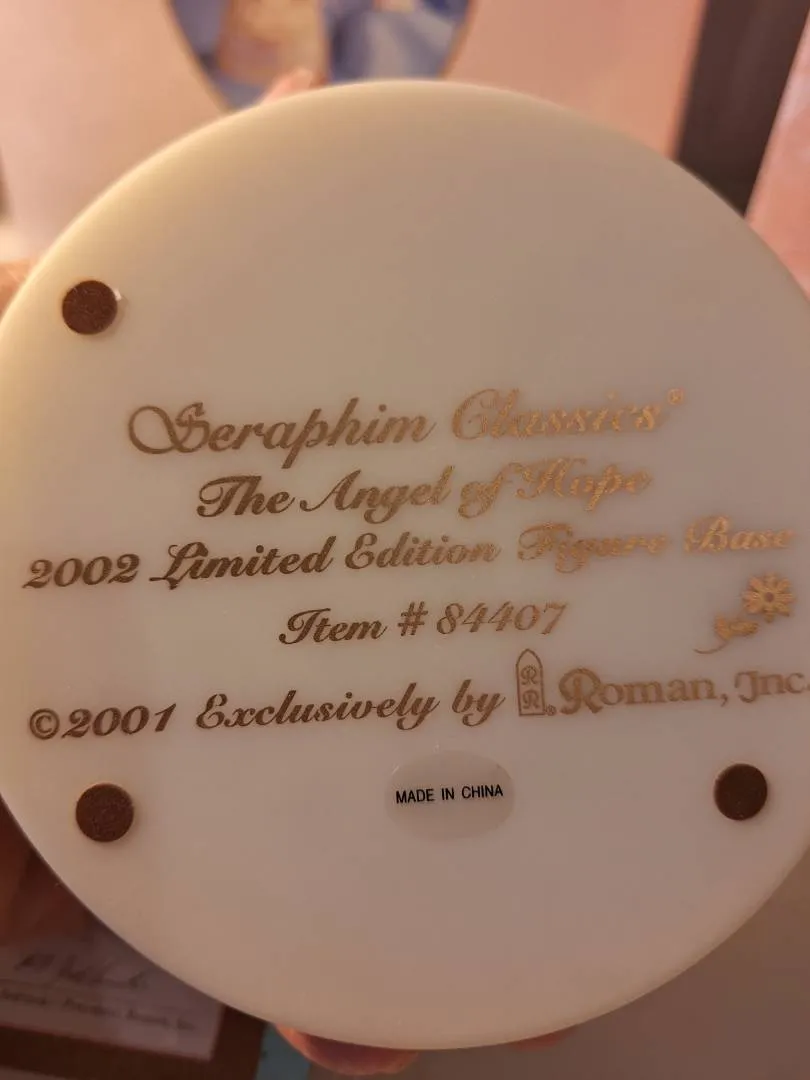 Seraphim Classics®
The Angel of Hope
2002 Limited Edition Figure Base
Item # 84407
©2001 Exclusively by RR® Roman, Inc.
MADE IN CHINA